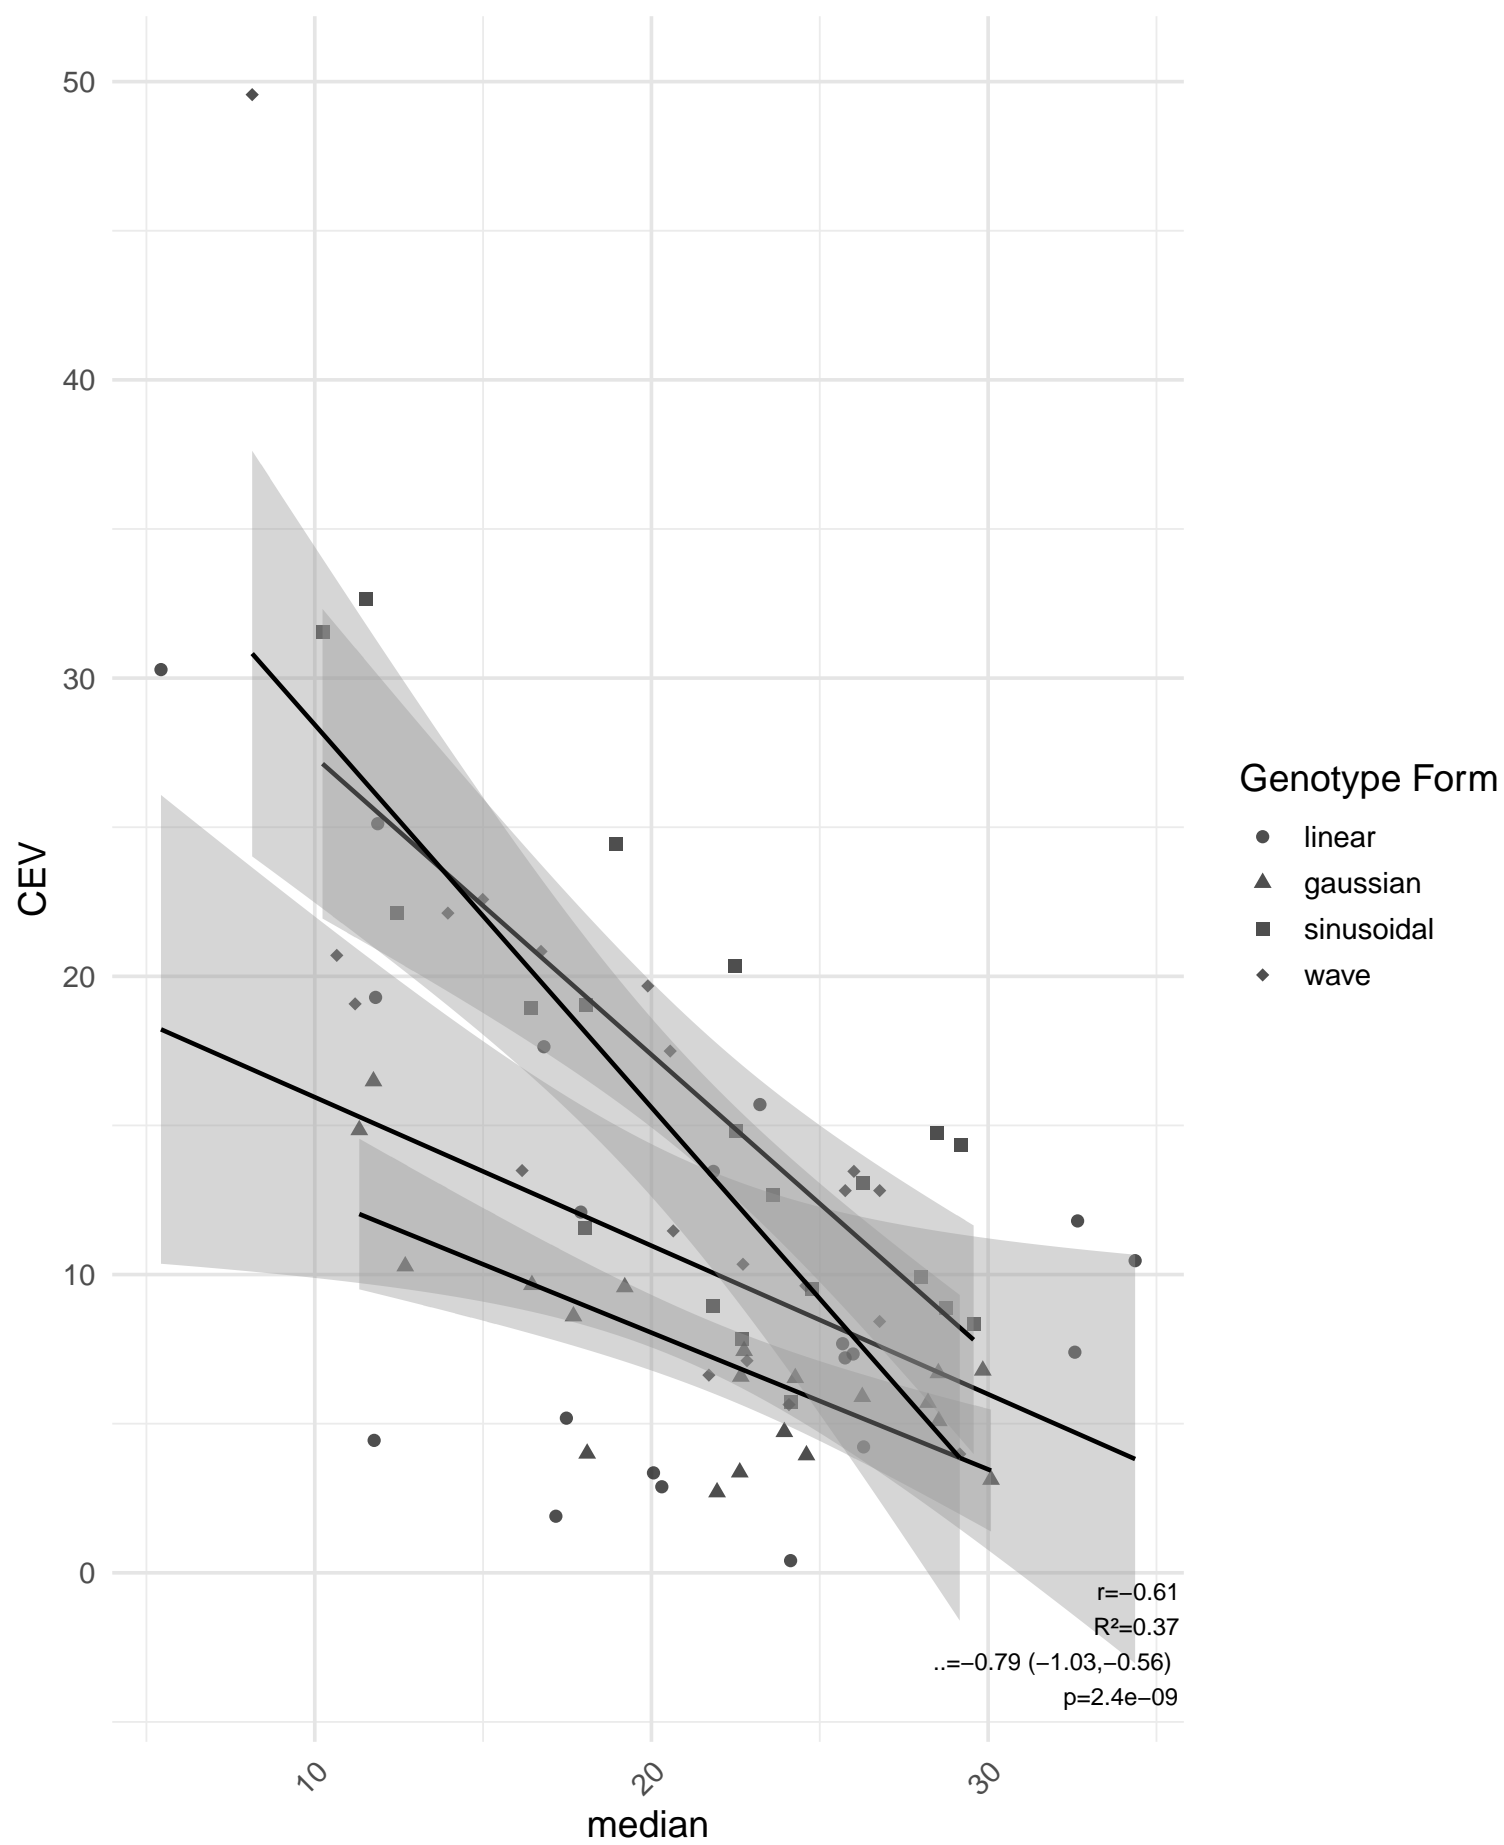 50
40
30
20
10
0
CEV
10
20
30
median
Genotype Form
linear
gaussian
sinusoidal
wave
r=−0.61
R²=0.37
..=−0.79 (−1.03,−0.56)
p=2.4e−09